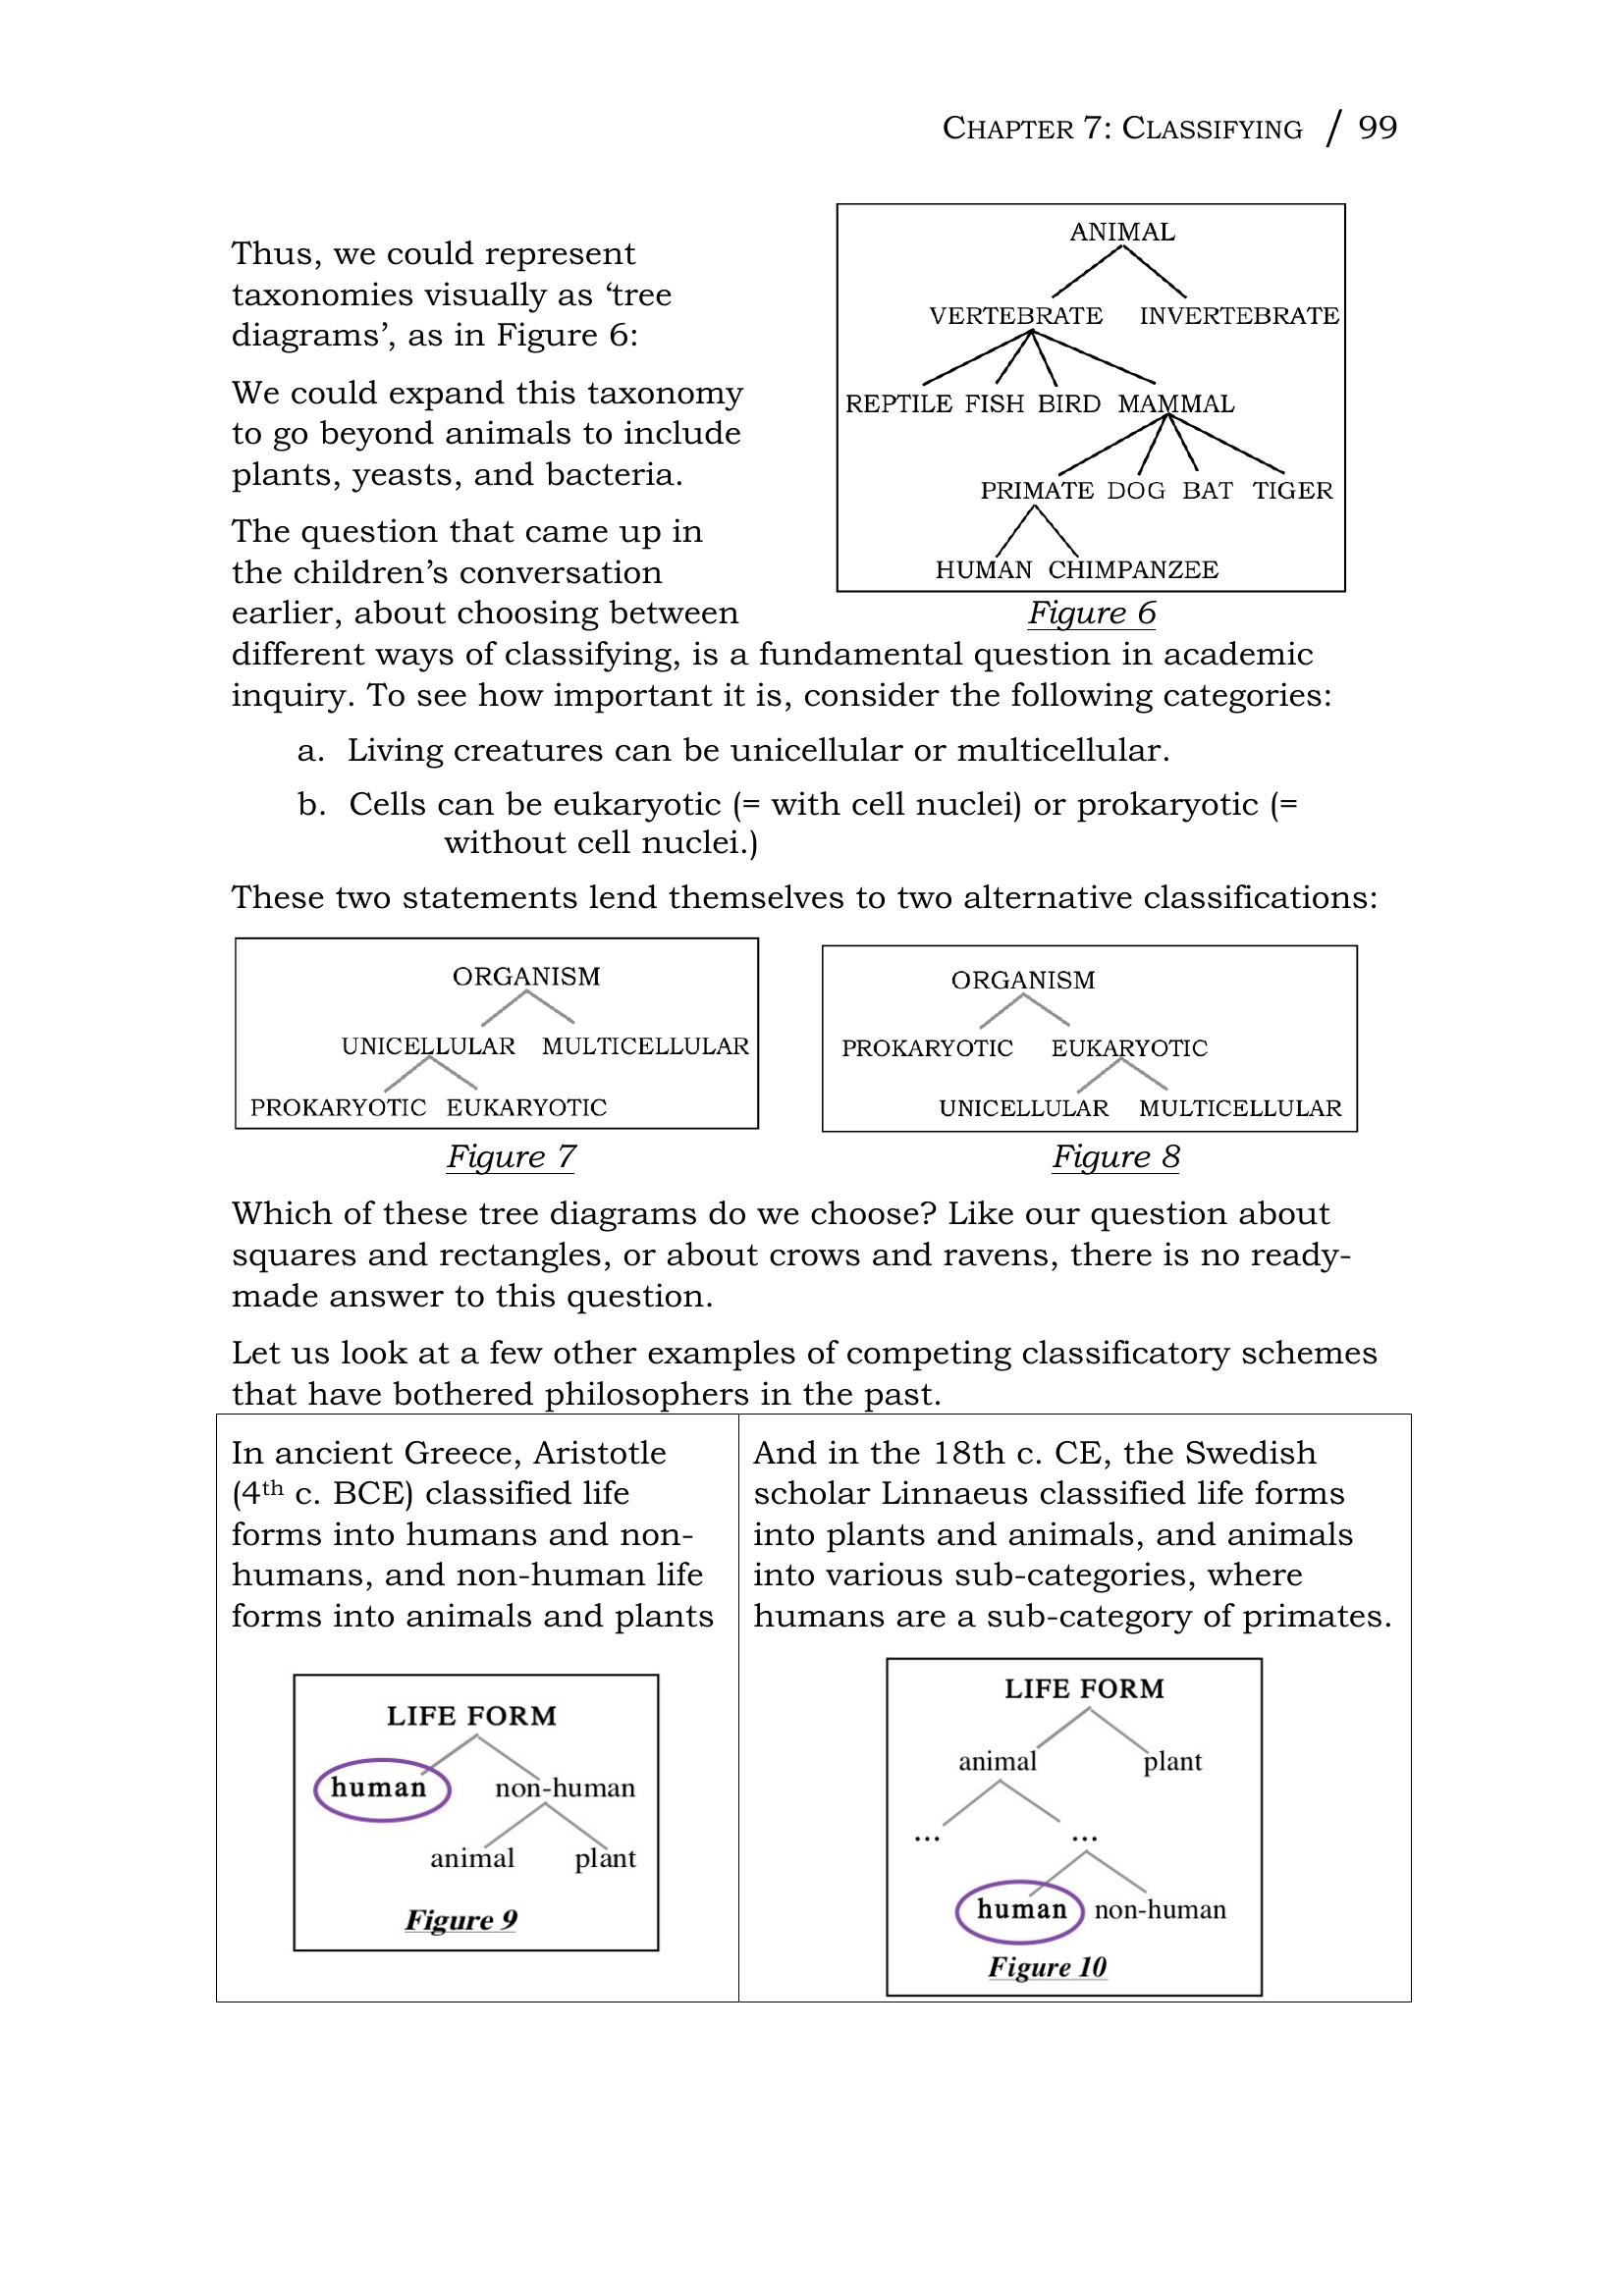 CHAPTER 7: CLASSIFYING / 99
Thus, we could represent
taxonomies visually as ‘tree
diagrams’, as in Figure 6:
We could expand this taxonomy
to go beyond animals to include
plants, yeasts, and bacteria.
The question that came up in
the children’s conversation
earlier, about choosing between
ANIMAL
VERTEBRATE INVERTEBRATE
REPTILE FISH BIRD MAMMAL
PRIMATE DOG BAT TIGER
HUMAN CHIMPANZEE
Figure 6
different ways of classifying, is a fundamental question in academic
inquiry. To see how important it is, consider the following categories:
a. Living creatures can be unicellular or multicellular.
b. Cells can be eukaryotic (= with cell nuclei) or prokaryotic (=
without cell nuclei.)
These two statements lend themselves to two alternative classifications:
ORGANISM
UNICELLULAR MULTICELLULAR
PROKARYOTIC EUKARYOTIC
Figure 7
ORGANISM
PROKARYOTIC EUKARYOTIC
UNICELLULAR MULTICELLULAR
Figure 8
Which of these tree diagrams do we choose? Like our question about
squares and rectangles, or about crows and ravens, there is no ready-
made answer to this question.
Let us look at a few other examples of competing classificatory schemes
that have bothered philosophers in the past.
In ancient Greece, Aristotle
(4th c. BCE) classified life
forms into humans and non-
humans, and non-human life
forms into animals and plants
LIFE FORM
human non-human
animal plant
Figure 9
And in the 18th c. CE, the Swedish
scholar Linnaeus classified life forms
into plants and animals, and animals
into various sub-categories, where
humans are a sub-category of primates.
LIFE FORM
animal plant
... ...
human non-human
Figure 10